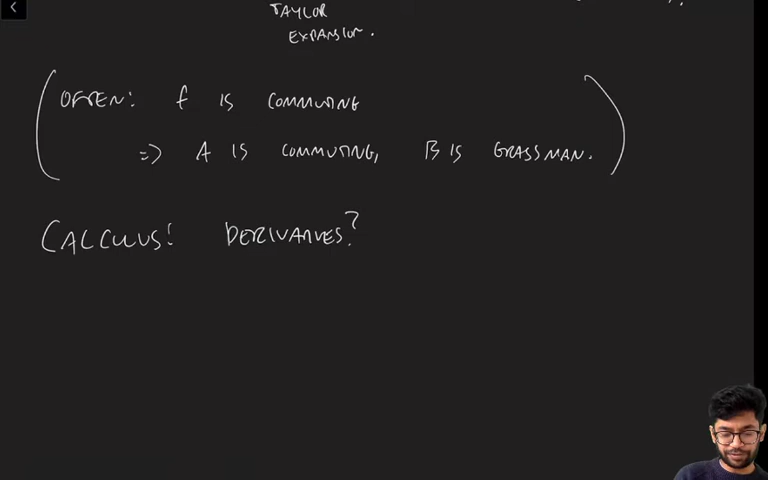 TAYLOR
EXPANSION.
OFTEN: f IS COMMUTING
=> A IS COMMUTING, B IS GRASSMAN.
CALCULUS: DERIVATIVES?